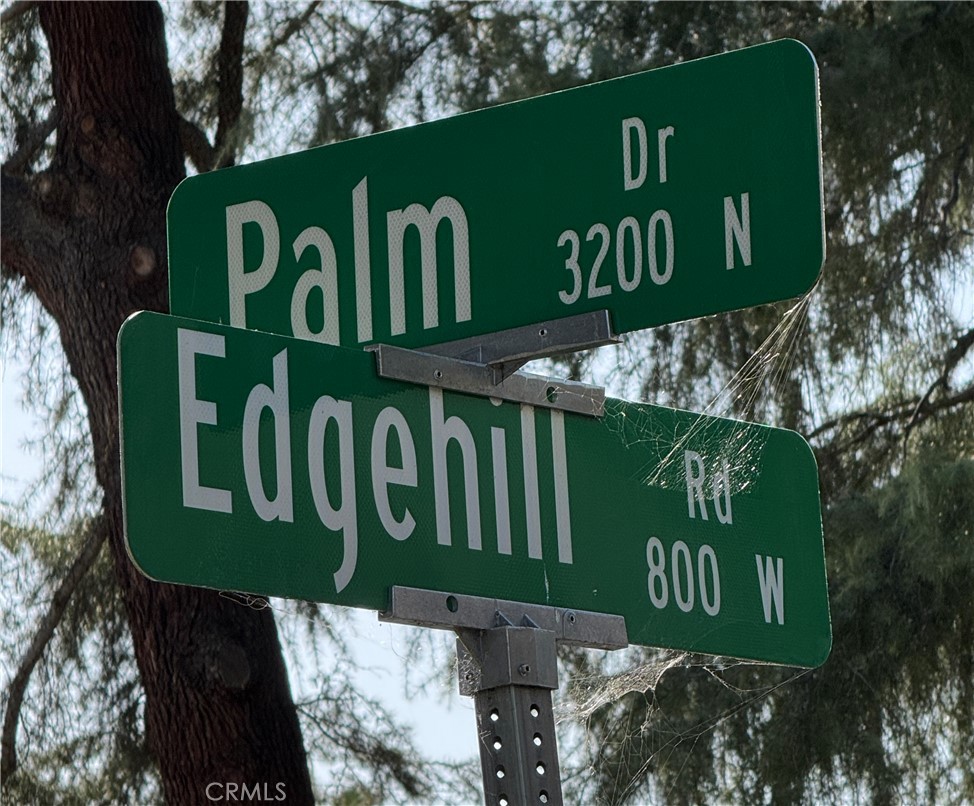 Palm Dr
3200 N
Edgehill Rd
800 W
CRMLS